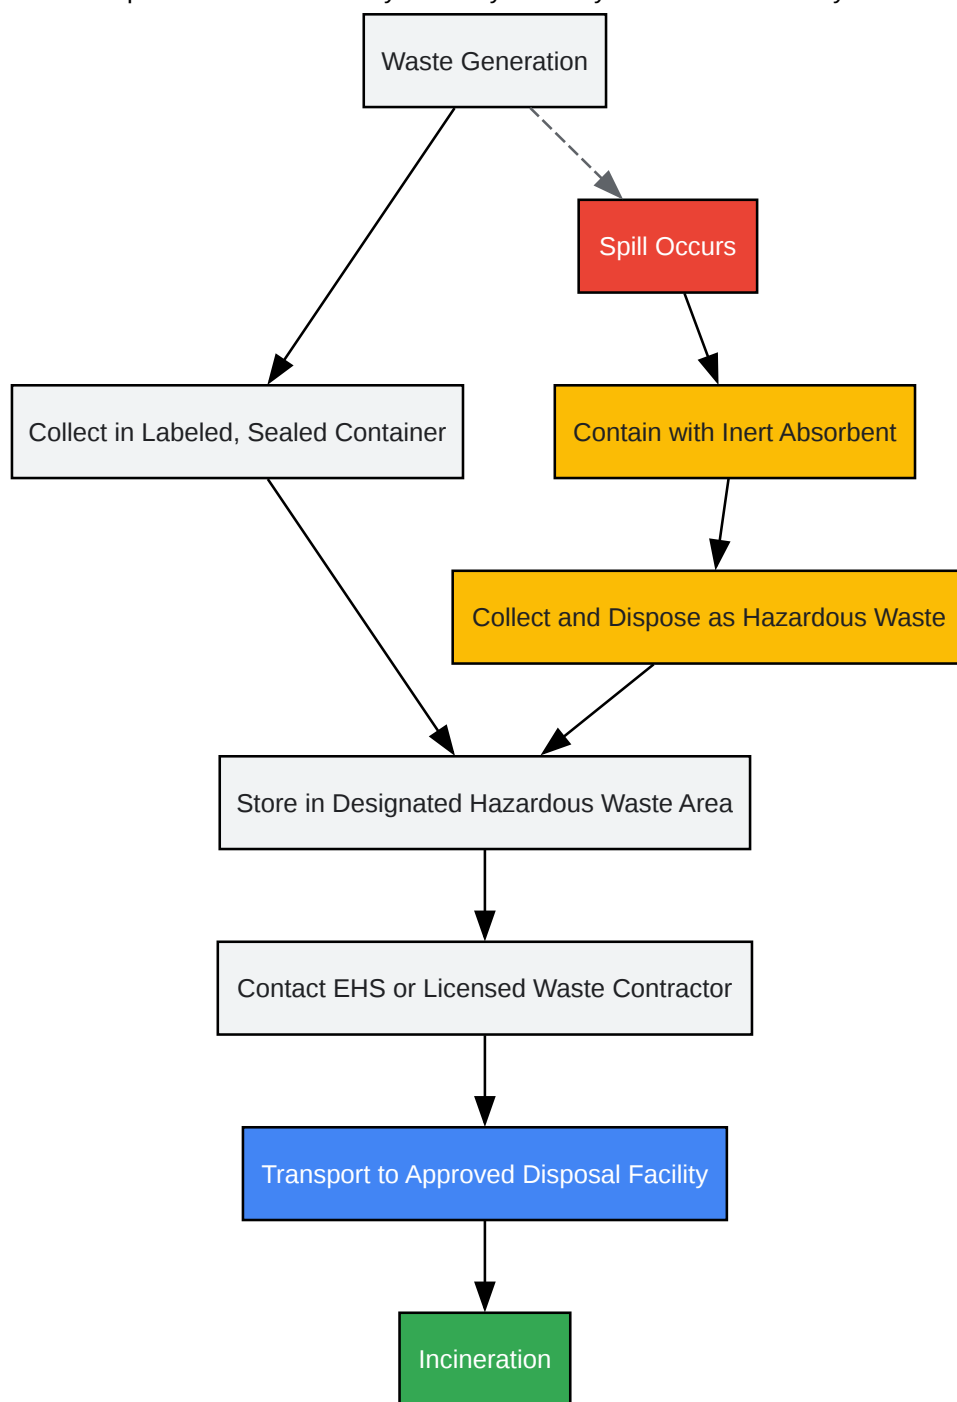 Waste Generation
Spill Occurs
Collect in Labeled, Sealed Container
Contain with Inert Absorbent
Collect and Dispose as Hazardous Waste
Store in Designated Hazardous Waste Area
Contact EHS or Licensed Waste Contractor
Transport to Approved Disposal Facility
Incineration